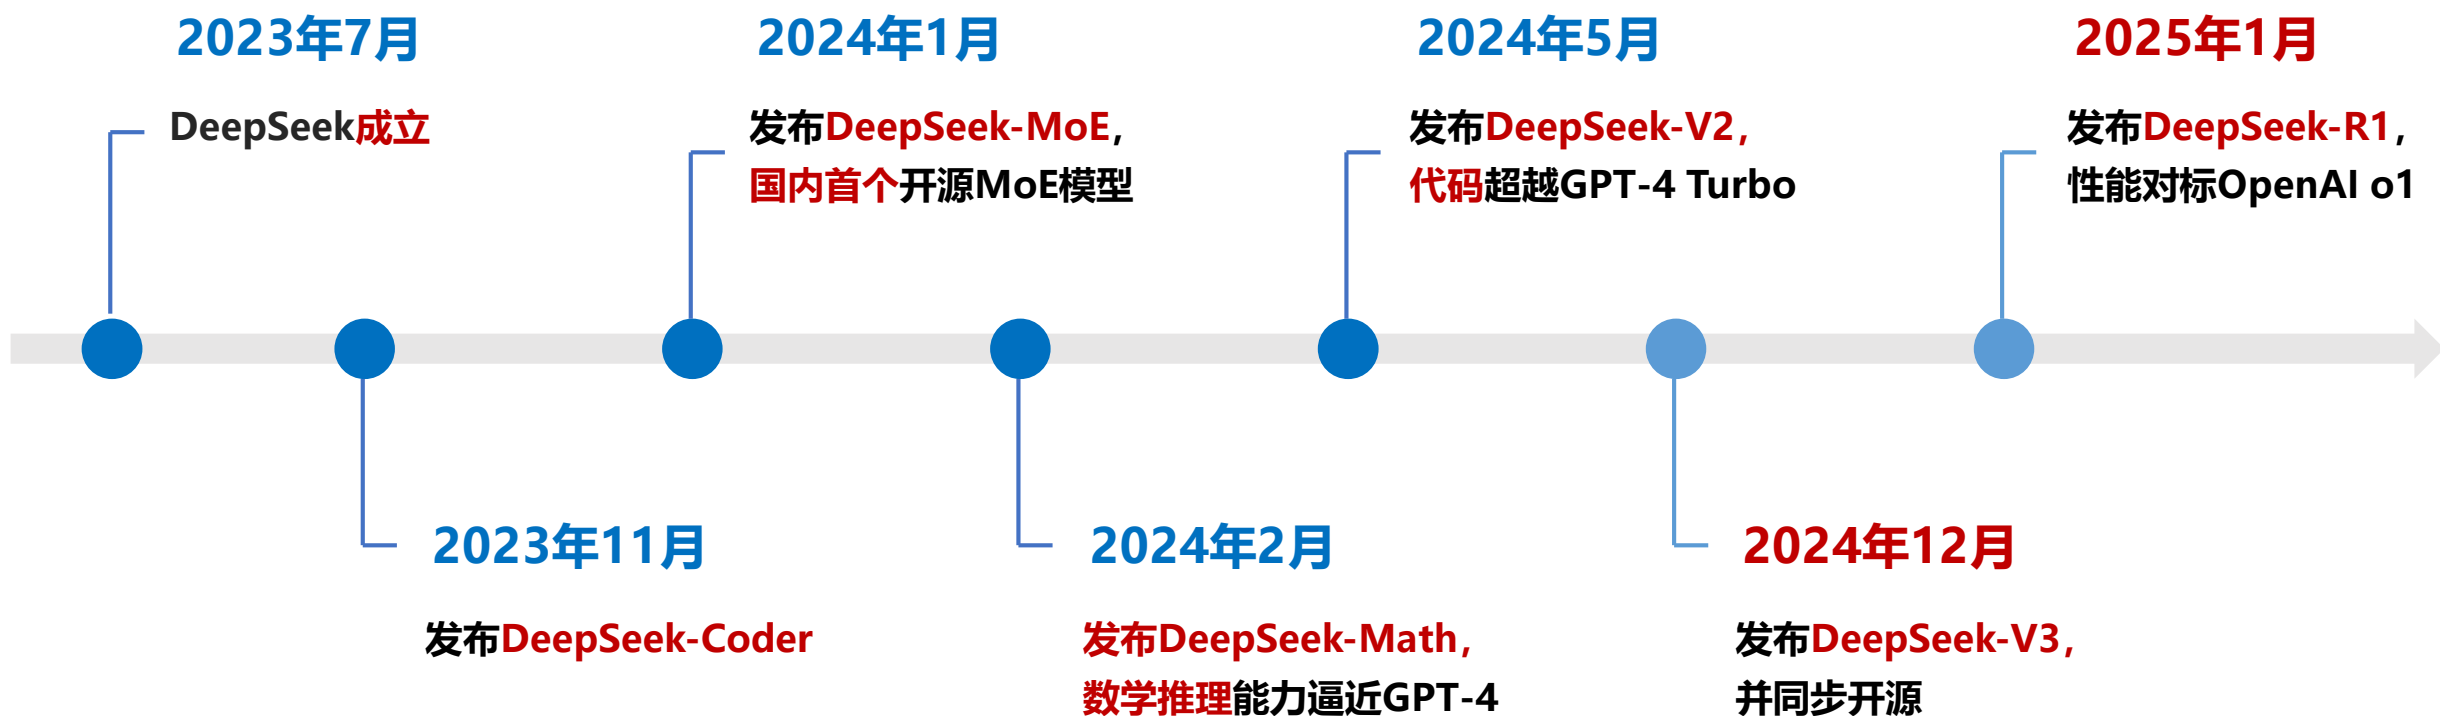 2023年7月
DeepSeek成立
2023年11月
发布DeepSeek-Coder
2024年1月
发布DeepSeek-MoE,
国内首个开源MoE模型
2024年2月
发布DeepSeek-Math,
数学推理能力逼近GPT-4
2024年5月
发布DeepSeek-V2,
代码超越GPT-4 Turbo
2024年12月
发布DeepSeek-V3,
并同步开源
2025年1月
发布DeepSeek-R1,
性能对标OpenAI o1